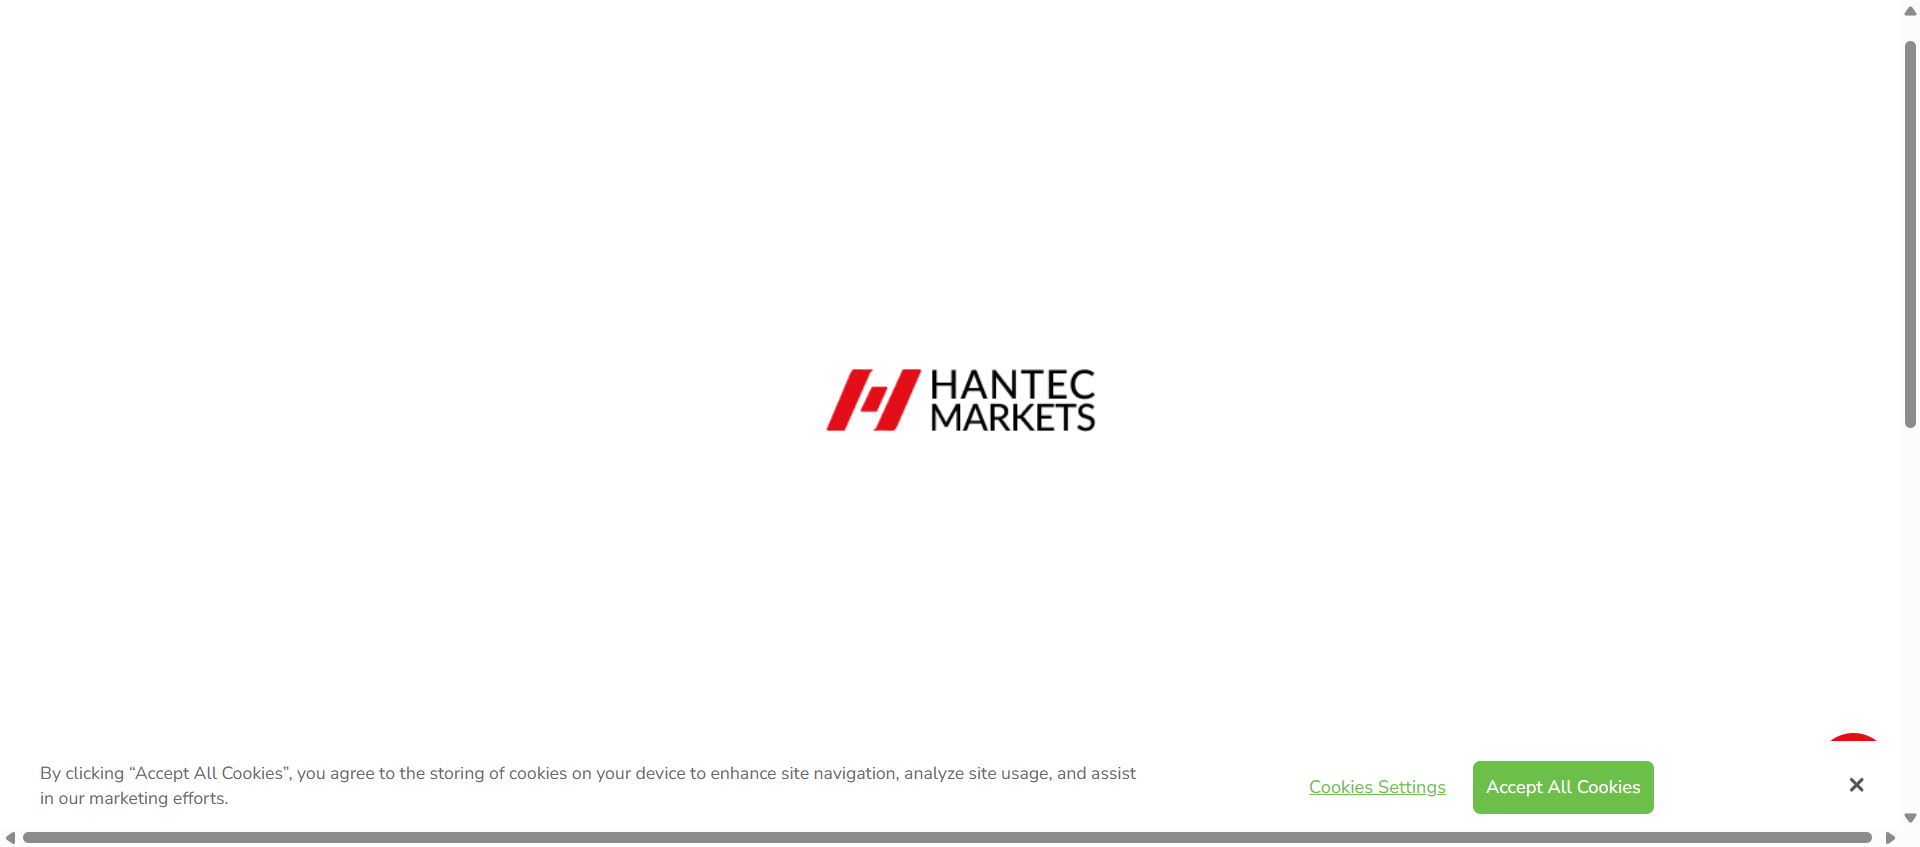 HANTEC
MARKETS
By clicking “Accept All Cookies”, you agree to the storing of cookies on your device to enhance site navigation, analyze site usage, and assist
in our marketing efforts.
Cookies Settings
Accept All Cookies